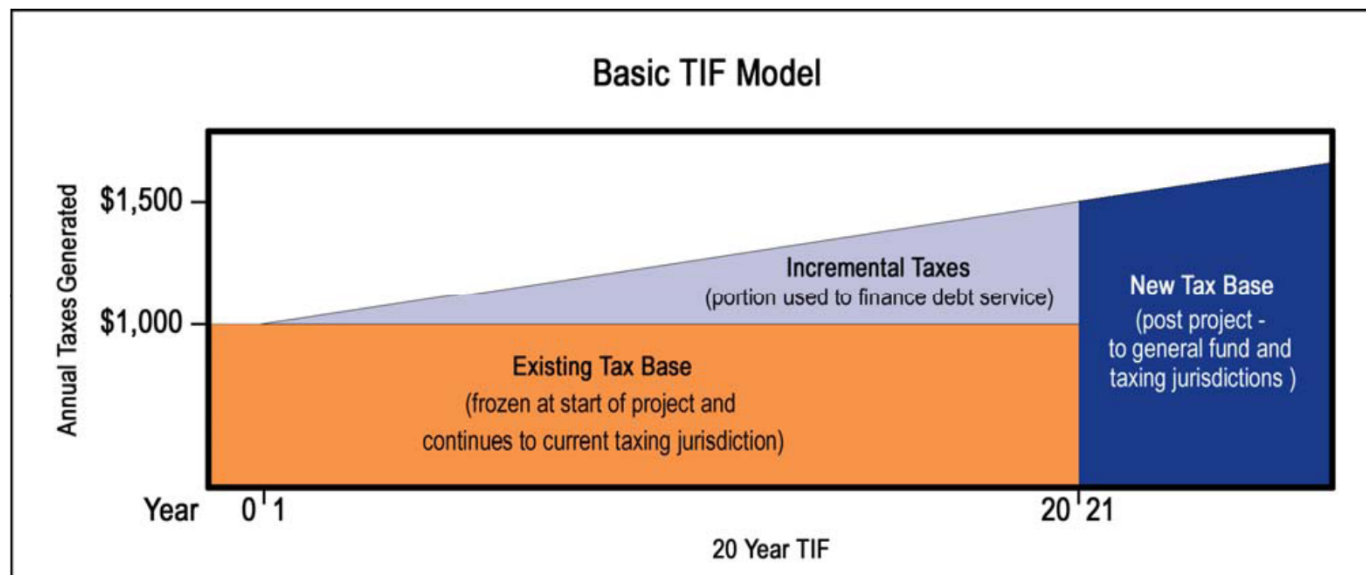 Basic TIF Model
Annual Taxes Generated
$1,500
$1,000
Incremental Taxes
(portion used to finance debt service)
Existing Tax Base
(frozen at start of project and
continues to current taxing jurisdiction)
New Tax Base
(post project -
to general fund and
taxing jurisdictions )
Year 0 1 20 21
20 Year TIF